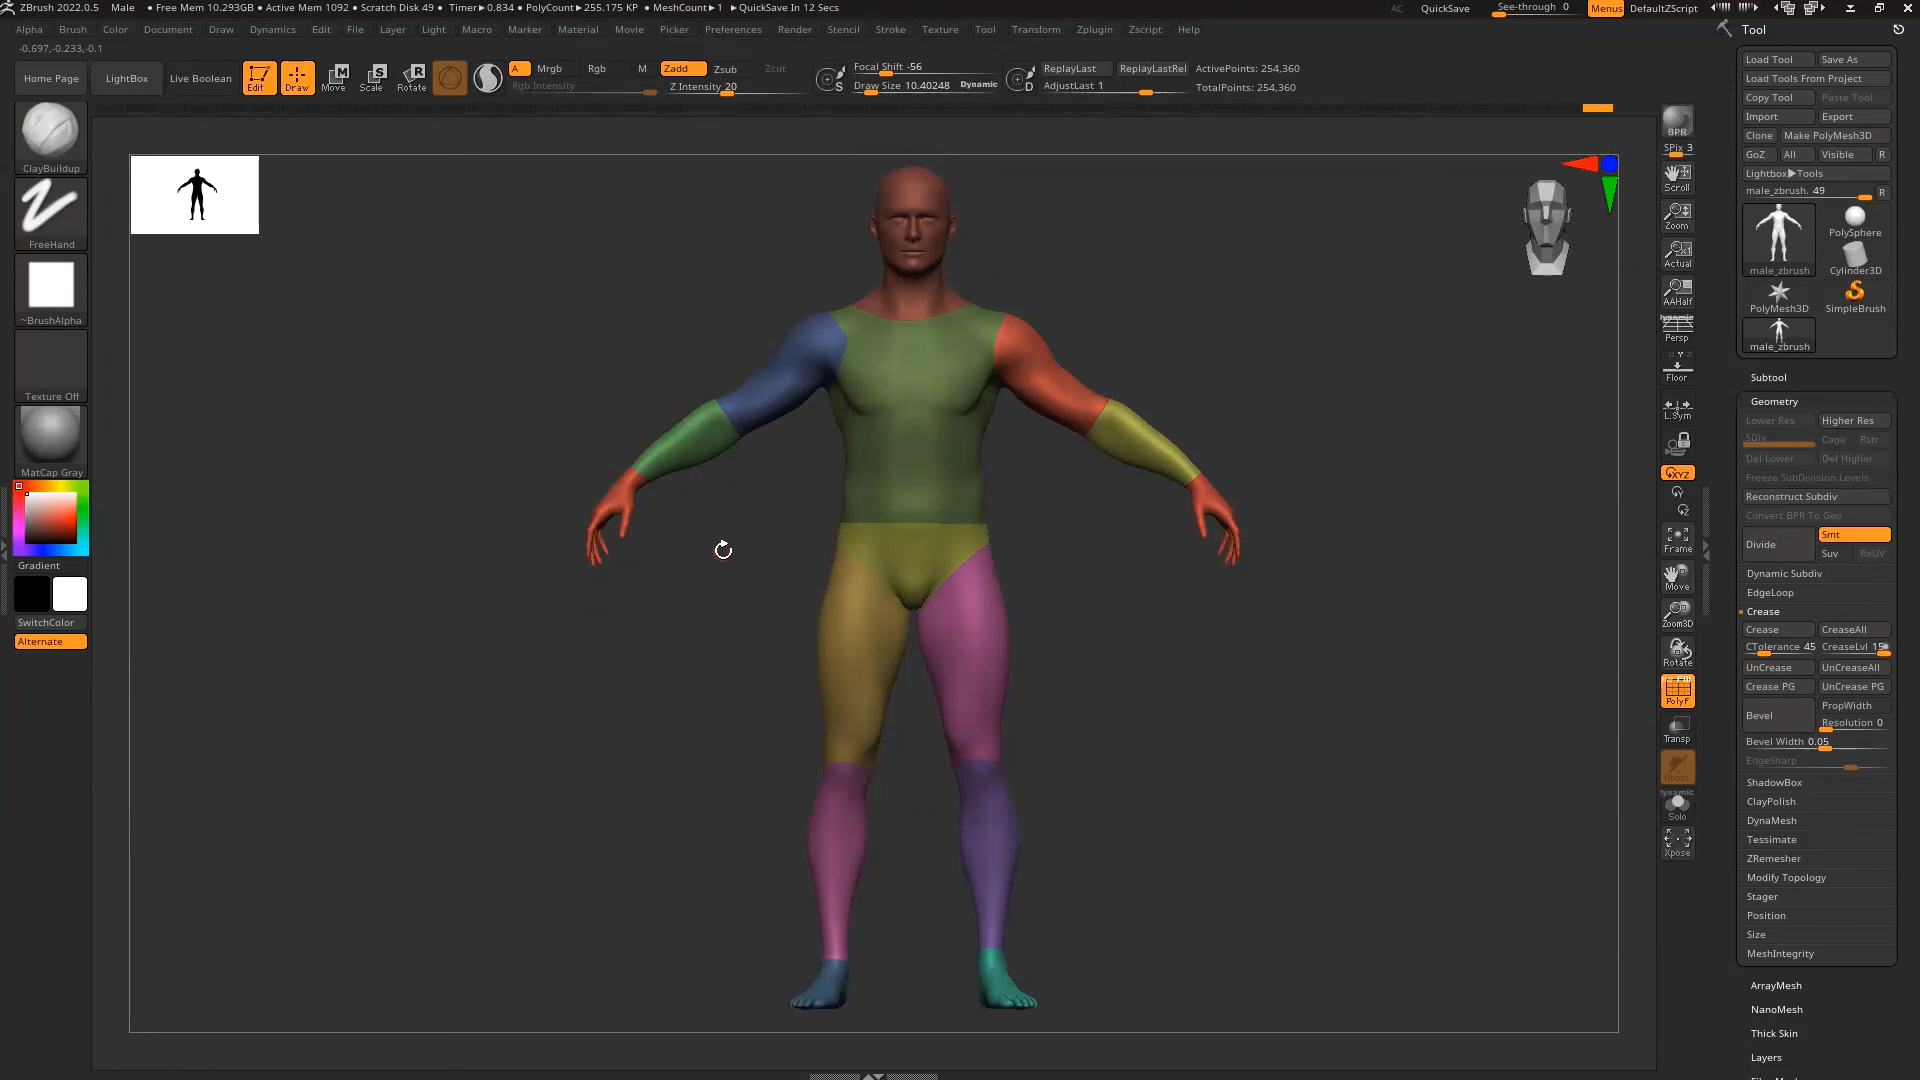 ZBrush 2022.0.5 Male • Free Mem 10.293GB • Active Mem 1092 • Scratch Disk 49 • Timer▶0.834 • PolyCount▶255.175 KP • MeshCount▶1 ▶QuickSave In 12 Secs AC QuickSave See-through 0 Menus DefaultZScript
Alpha Brush Color Document Draw Dynamics Edit File Layer Light Macro Marker Material Movie Picker Preferences Render Stencil Stroke Texture Tool Transform Zplugin Zscript Help
-0.697,-0.233,-0.1
Home Page LightBox Live Boolean Edit Draw Move Scale Rotate
A Mrgb Rgb M Zadd Zsub Zcut
Rgb Intensity Z Intensity 20
Focal Shift -56
Draw Size 10.40248 Dynamic
S D
ReplayLast ReplayLastRel ActivePoints: 254,360
AdjustLast 1 TotalPoints: 254,360
ClayBuildup
FreeHand
~BrushAlpha
Texture Off
MatCap Gray
Gradient
SwitchColor
Alternate
BPR
SPix 3
Scroll
Zoom
Actual
AAHalf
Dynamic
Persp
Floor
L.Sym
XYZ
Y
Z
Frame
Move
Zoom3D
Rotate
PolyF
Transp
Ghost
Dynamic
Solo
Xpose
Tool
Load Tool Save As
Load Tools From Project
Copy Tool Paste Tool
Import Export
Clone Make PolyMesh3D
GoZ All Visible R
Lightbox▶Tools
male_zbrush. 49 R
male_zbrush PolySphere
Cylinder3D
PolyMesh3D SimpleBrush
male_zbrush
Subtool
Geometry
Lower Res Higher Res
SDiv Cage Rstr
Del Lower Del Higher
Freeze SubDivision Levels
Reconstruct Subdiv
Convert BPR To Geo
Divide Smt
Suv ReUV
Dynamic Subdiv
EdgeLoop
Crease
Crease CreaseAll
CTolerance 45 CreaseLvl 15
UnCrease UnCreaseAll
Crease PG UnCrease PG
Bevel PropWidth
Resolution 0
Bevel Width 0.05
EdgeSharp
ShadowBox
ClayPolish
DynaMesh
Tessimate
ZRemesher
Modify Topology
Stager
Position
Size
MeshIntegrity
ArrayMesh
NanoMesh
Thick Skin
Layers